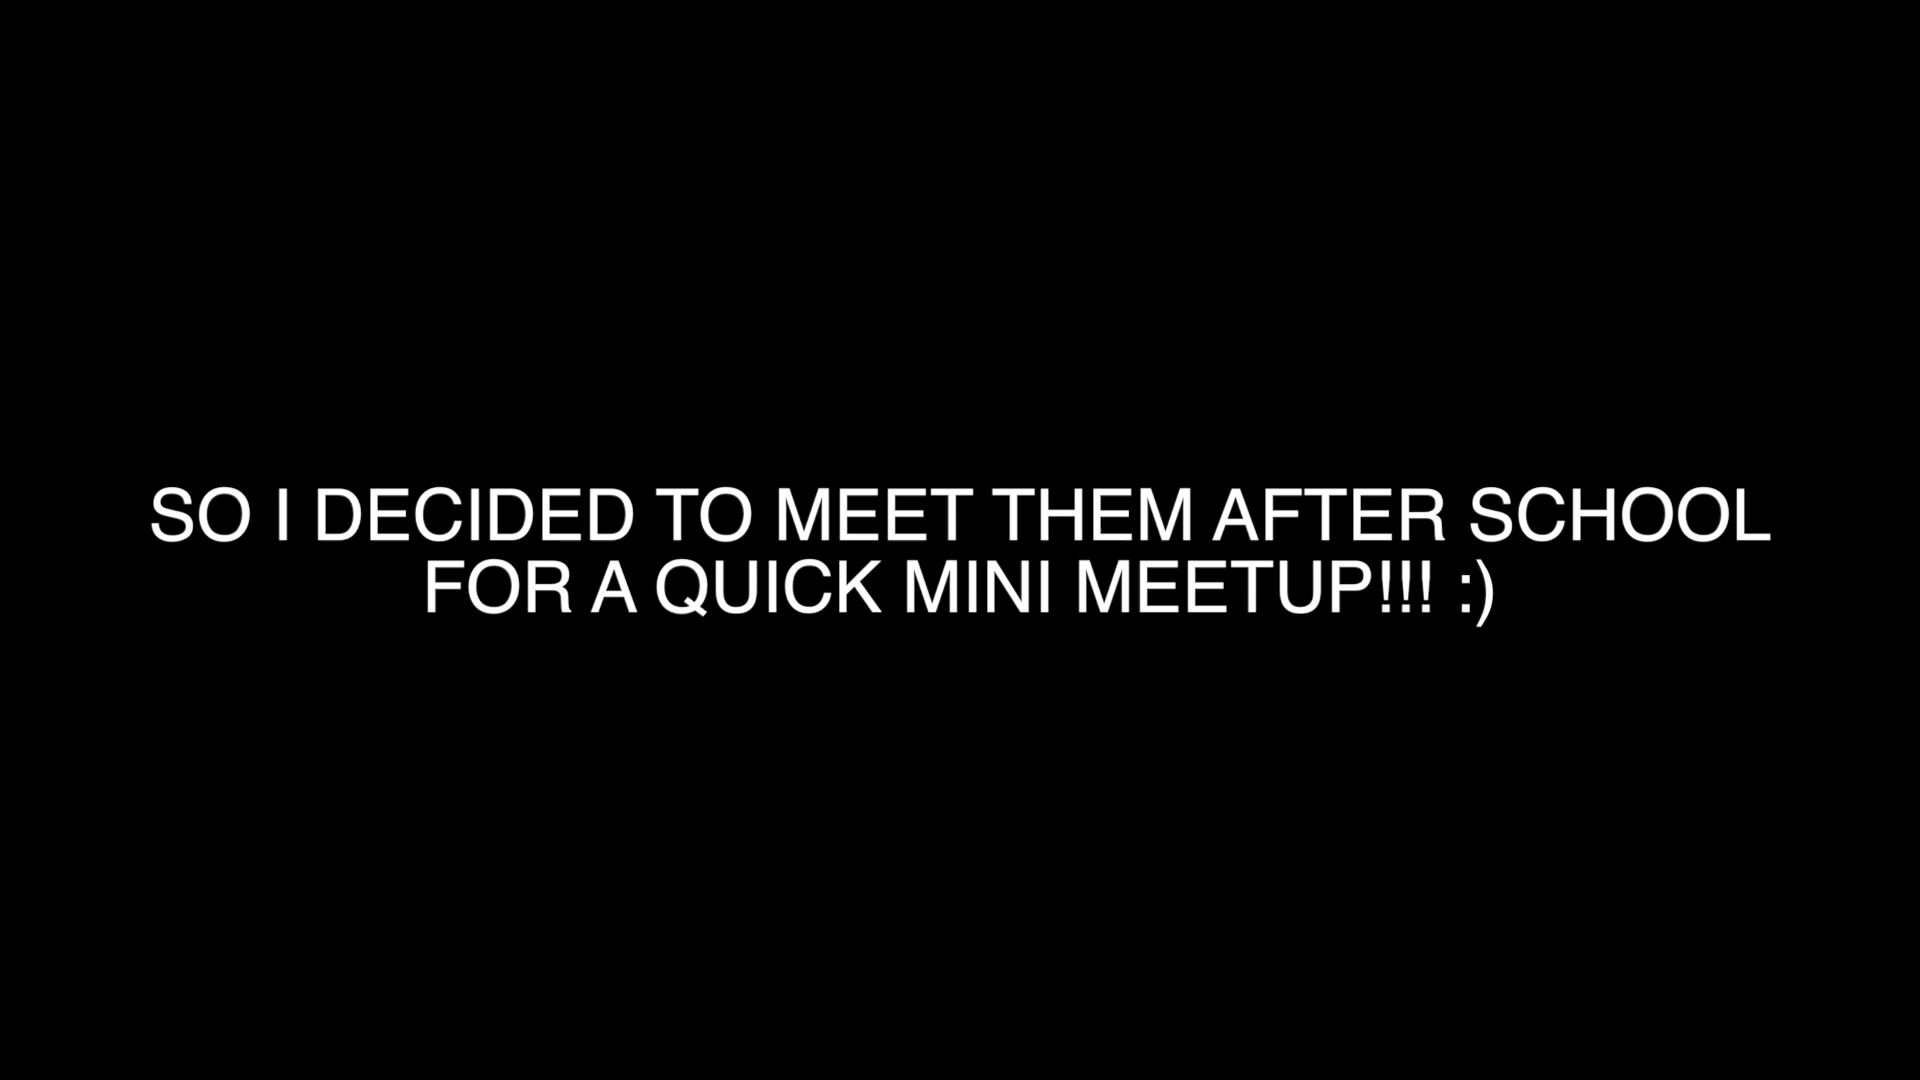 SO I DECIDED TO MEET THEM AFTER SCHOOL
FOR A QUICK MINI MEETUP!!! :)